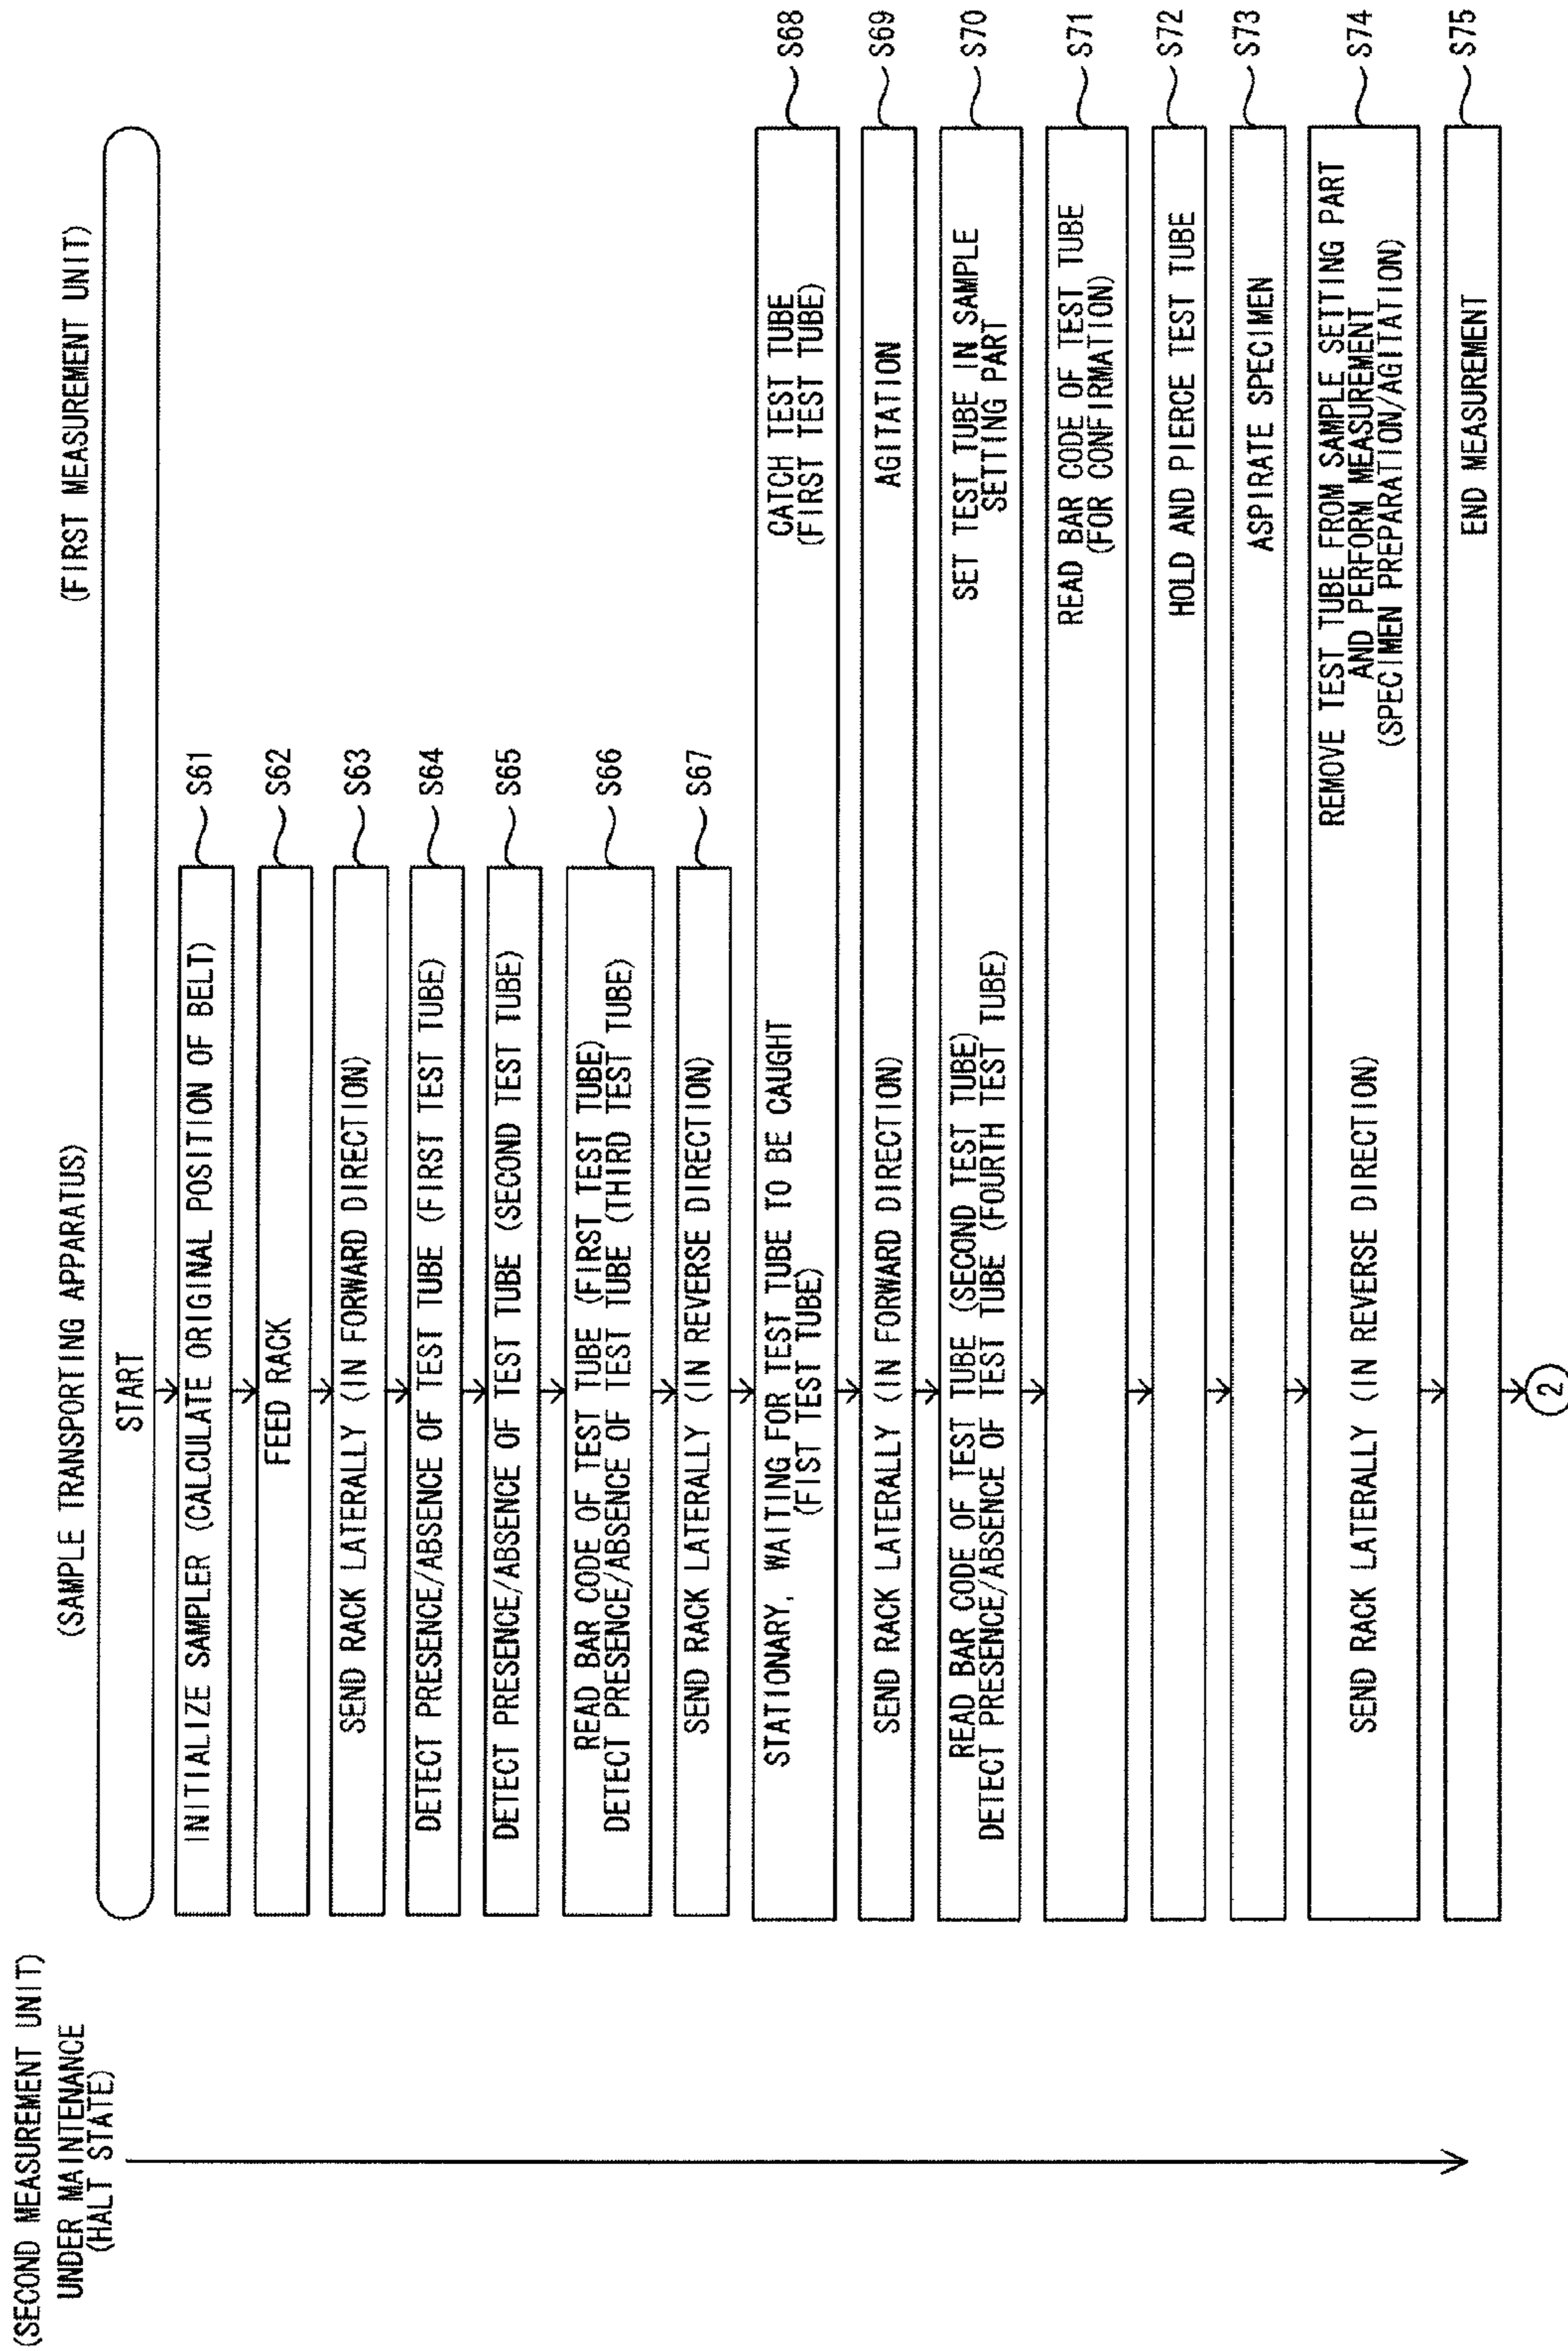 (SECOND MEASUREMENT UNIT)
UNDER MAINTENANCE
(HALT STATE)
(SAMPLE TRANSPORTING APPARATUS)
(FIRST MEASUREMENT UNIT)
START
INITIALIZE SAMPLER (CALCULATE ORIGINAL POSITION OF BELT)
S61
FEED RACK
S62
SEND RACK LATERALLY (IN FORWARD DIRECTION)
S63
DETECT PRESENCE/ABSENCE OF TEST TUBE (FIRST TEST TUBE)
S64
DETECT PRESENCE/ABSENCE OF TEST TUBE (SECOND TEST TUBE)
S65
READ BAR CODE OF TEST TUBE (FIRST TEST TUBE)
DETECT PRESENCE/ABSENCE OF TEST TUBE (THIRD TEST TUBE)
S66
SEND RACK LATERALLY (IN REVERSE DIRECTION)
S67
STATIONARY, WAITING FOR TEST TUBE TO BE CAUGHT
(FIST TEST TUBE)
CATCH TEST TUBE
(FIRST TEST TUBE)
S68
SEND RACK LATERALLY (IN FORWARD DIRECTION)
AGITATION
S69
READ BAR CODE OF TEST TUBE (SECOND TEST TUBE)
DETECT PRESENCE/ABSENCE OF TEST TUBE (FOURTH TEST TUBE)
SET TEST TUBE IN SAMPLE
SETTING PART
S70
READ BAR CODE OF TEST TUBE
(FOR CONFIRMATION)
S71
HOLD AND PIERCE TEST TUBE
S72
ASPIRATE SPECIMEN
S73
SEND RACK LATERALLY (IN REVERSE DIRECTION)
REMOVE TEST TUBE FROM SAMPLE SETTING PART
AND PERFORM MEASUREMENT
(SPECIMEN PREPARATION/AGITATION)
S74
END MEASUREMENT
S75
2